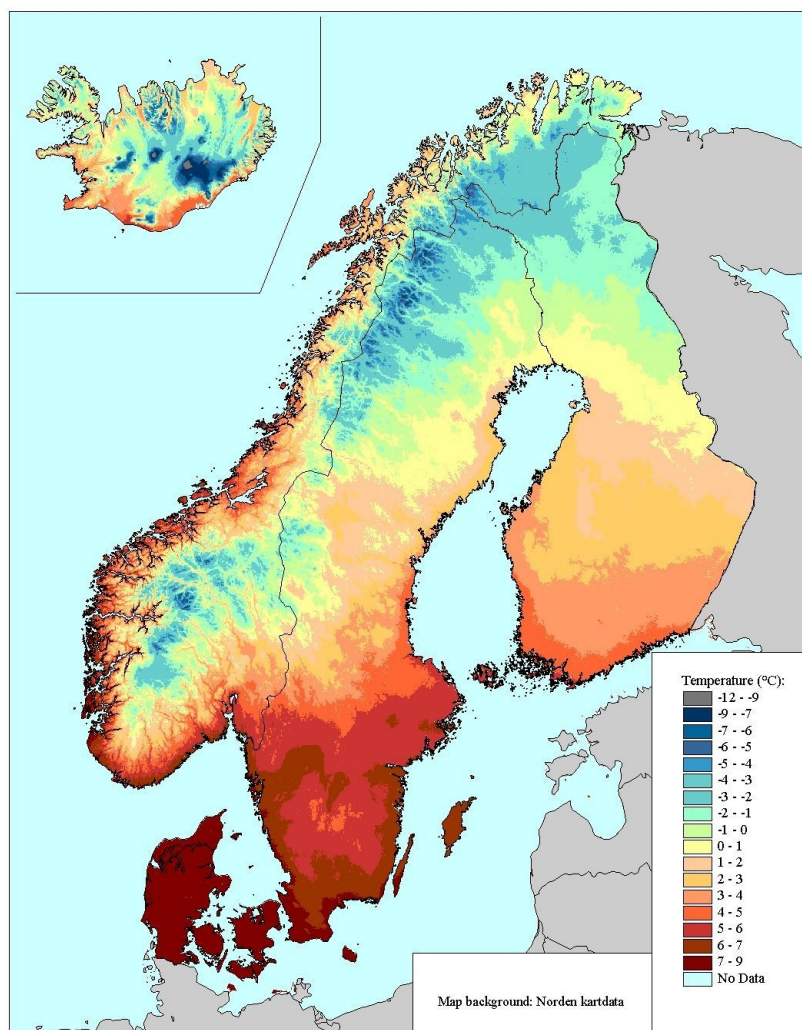 Temperature (°C):
-12 - -9
-9 - -7
-7 - -6
-6 - -5
-5 - -4
-4 - -3
-3 - -2
-2 - -1
-1 - 0
0 - 1
1 - 2
2 - 3
3 - 4
4 - 5
5 - 6
6 - 7
7 - 9
No Data
Map background: Norden kartdata